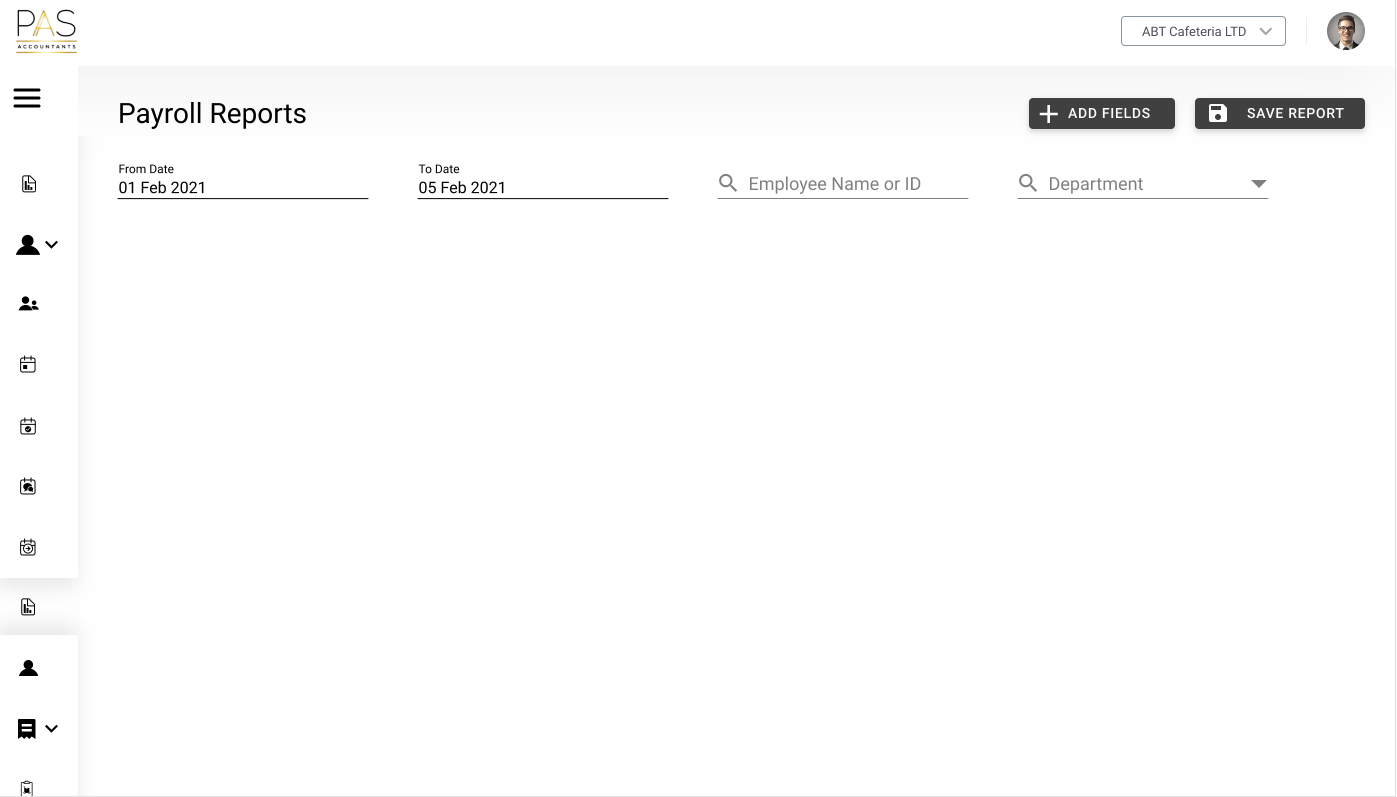 PAS
ACCOUNTANTS
ABT Cafeteria LTD
Payroll Reports
ADD FIELDS
SAVE REPORT
From Date
01 Feb 2021
To Date
05 Feb 2021
Employee Name or ID
Department